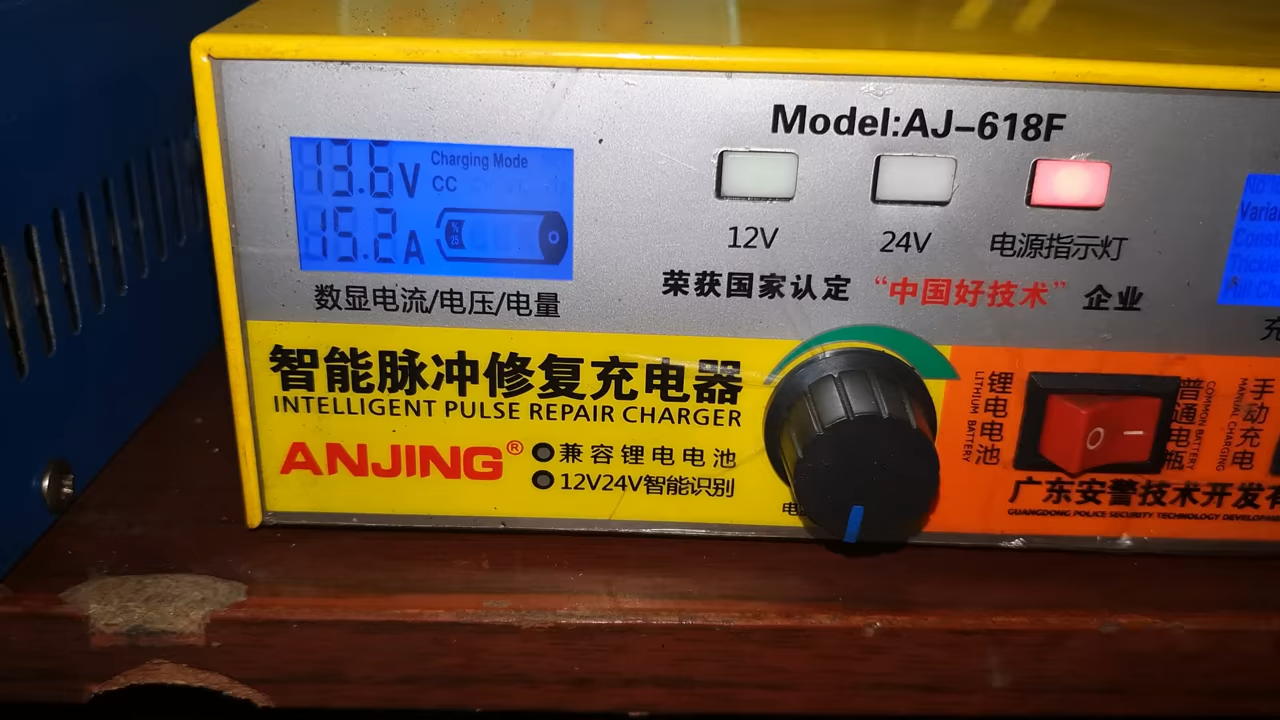 Model:AJ-618F
13.6V
Charging Mode
CC
15.2A
%
25
12V
24V
电源指示灯
数显电流/电压/电量
荣获国家认定 “中国好技术” 企业
智能脉冲修复充电器
INTELLIGENT PULSE REPAIR CHARGER
ANJING®
兼容锂电电池
12V24V智能识别
锂电电池
LITHIUM BATTERY
普通电瓶
COMMON BATTERY
手动充电
MANUAL CHARGING
广东安警技术开发
GUANGDONG POLICE SECURITY TECHNOLOGY